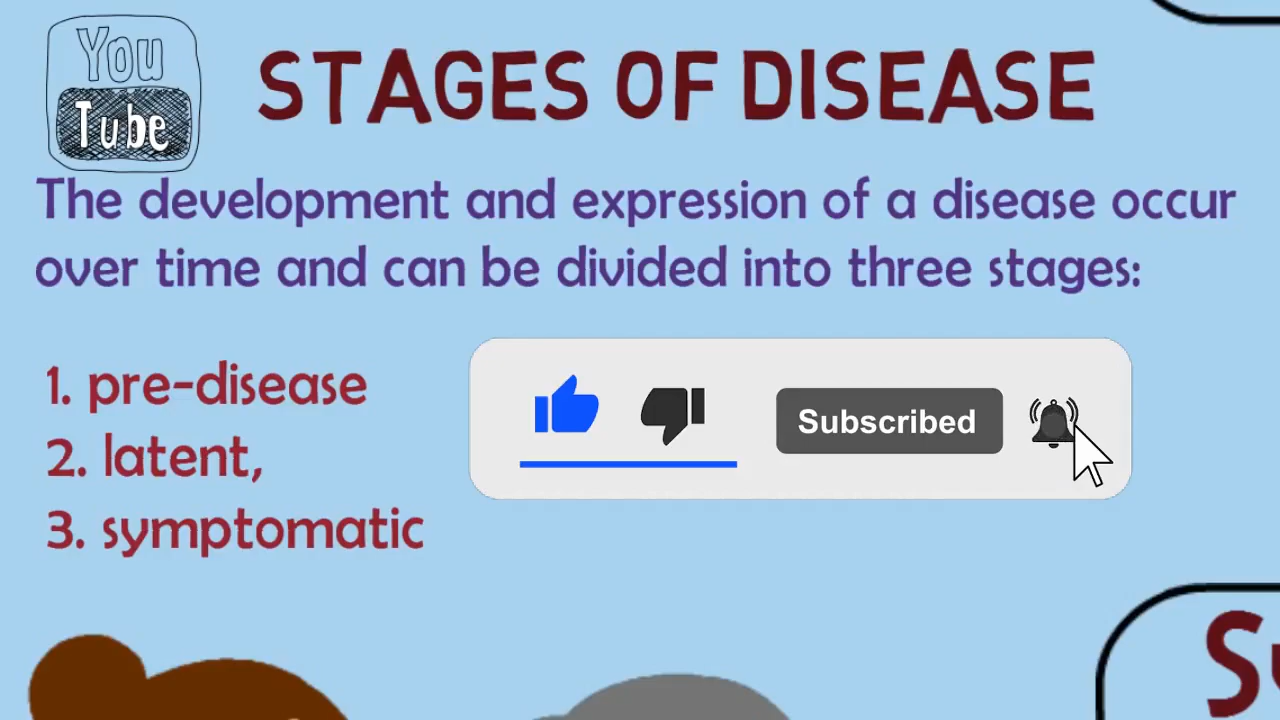 You
Tube
STAGES OF DISEASE
The development and expression of a disease occur
over time and can be divided into three stages:
1. pre-disease
2. latent,
3. symptomatic
Subscribed